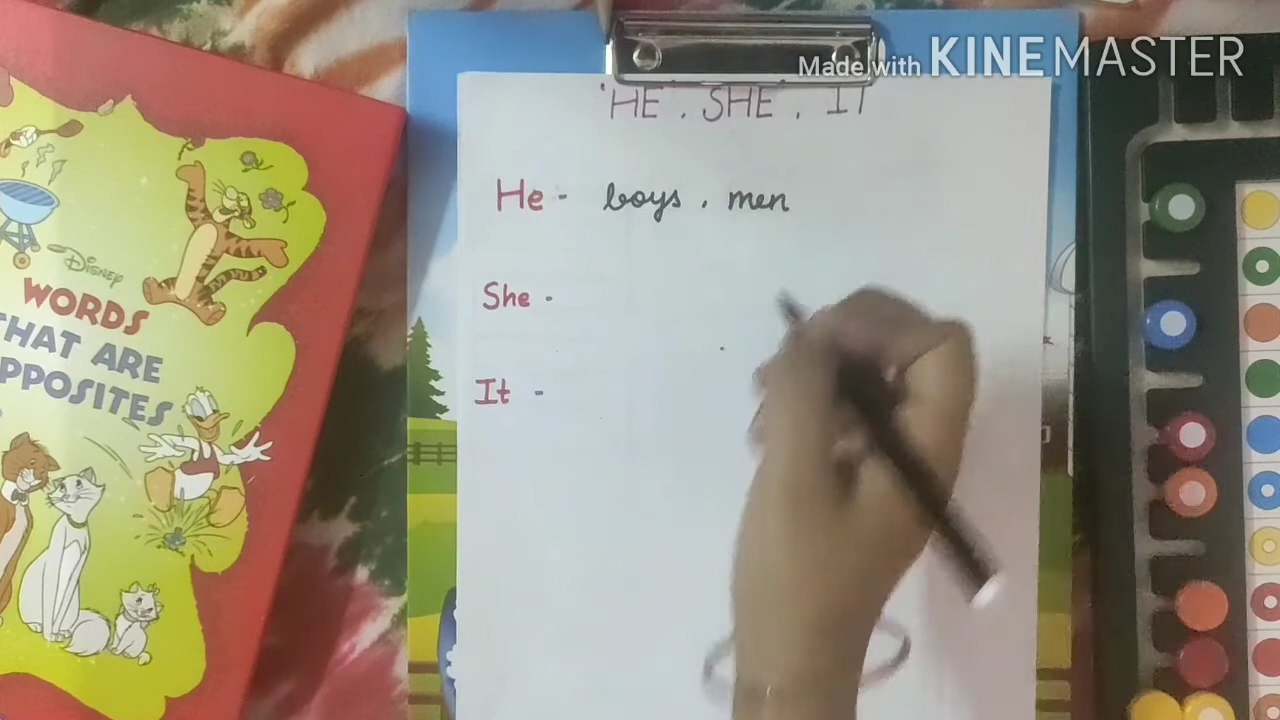 Made with KINEMASTER
'HE', SHE', IT
He - boys, men
She -
It -
Disney
WORDS
THAT ARE
OPPOSITES